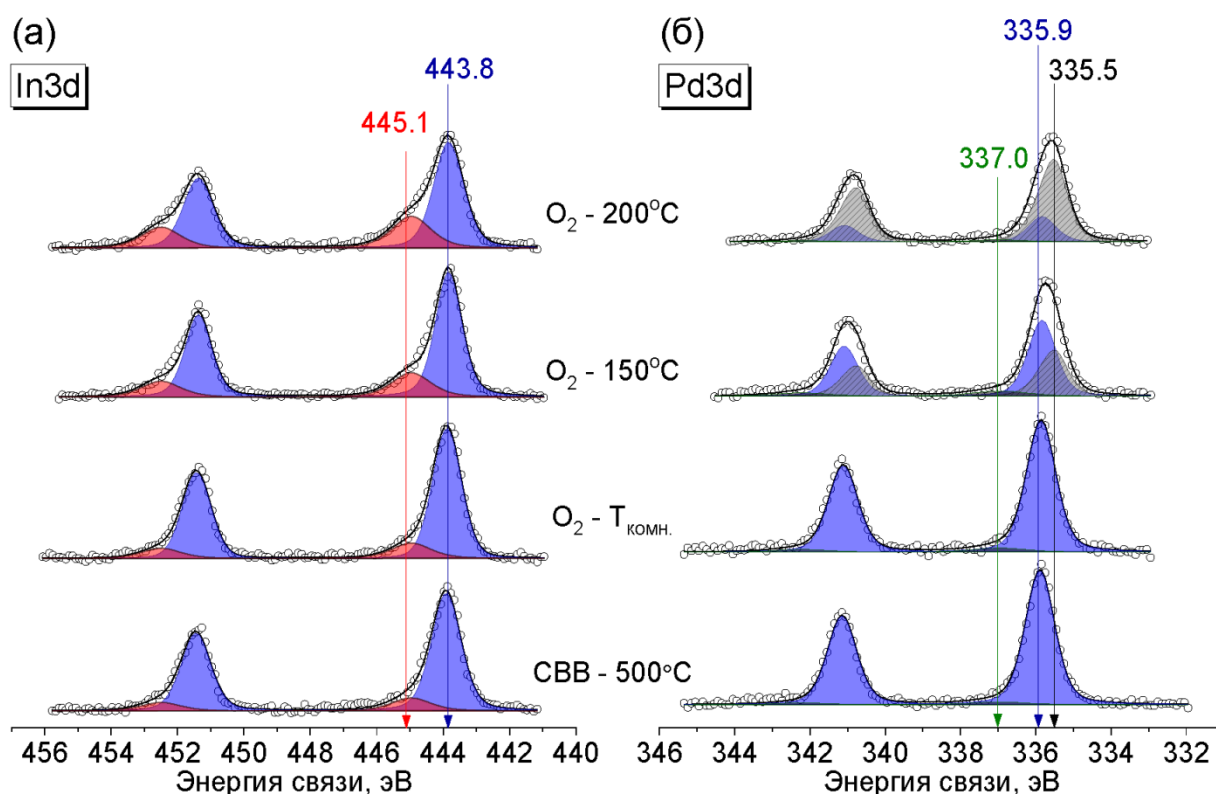 (а)
In3d
443.8
445.1
(б)
Pd3d
335.9
335.5
337.0
O₂ - 200°C
O₂ - 150°C
O₂ - Tкомн.
СВВ - 500°C
456 454 452 450 448 446 444 442 440
Энергия связи, эВ
346 344 342 340 338 336 334 332
Энергия связи, эВ